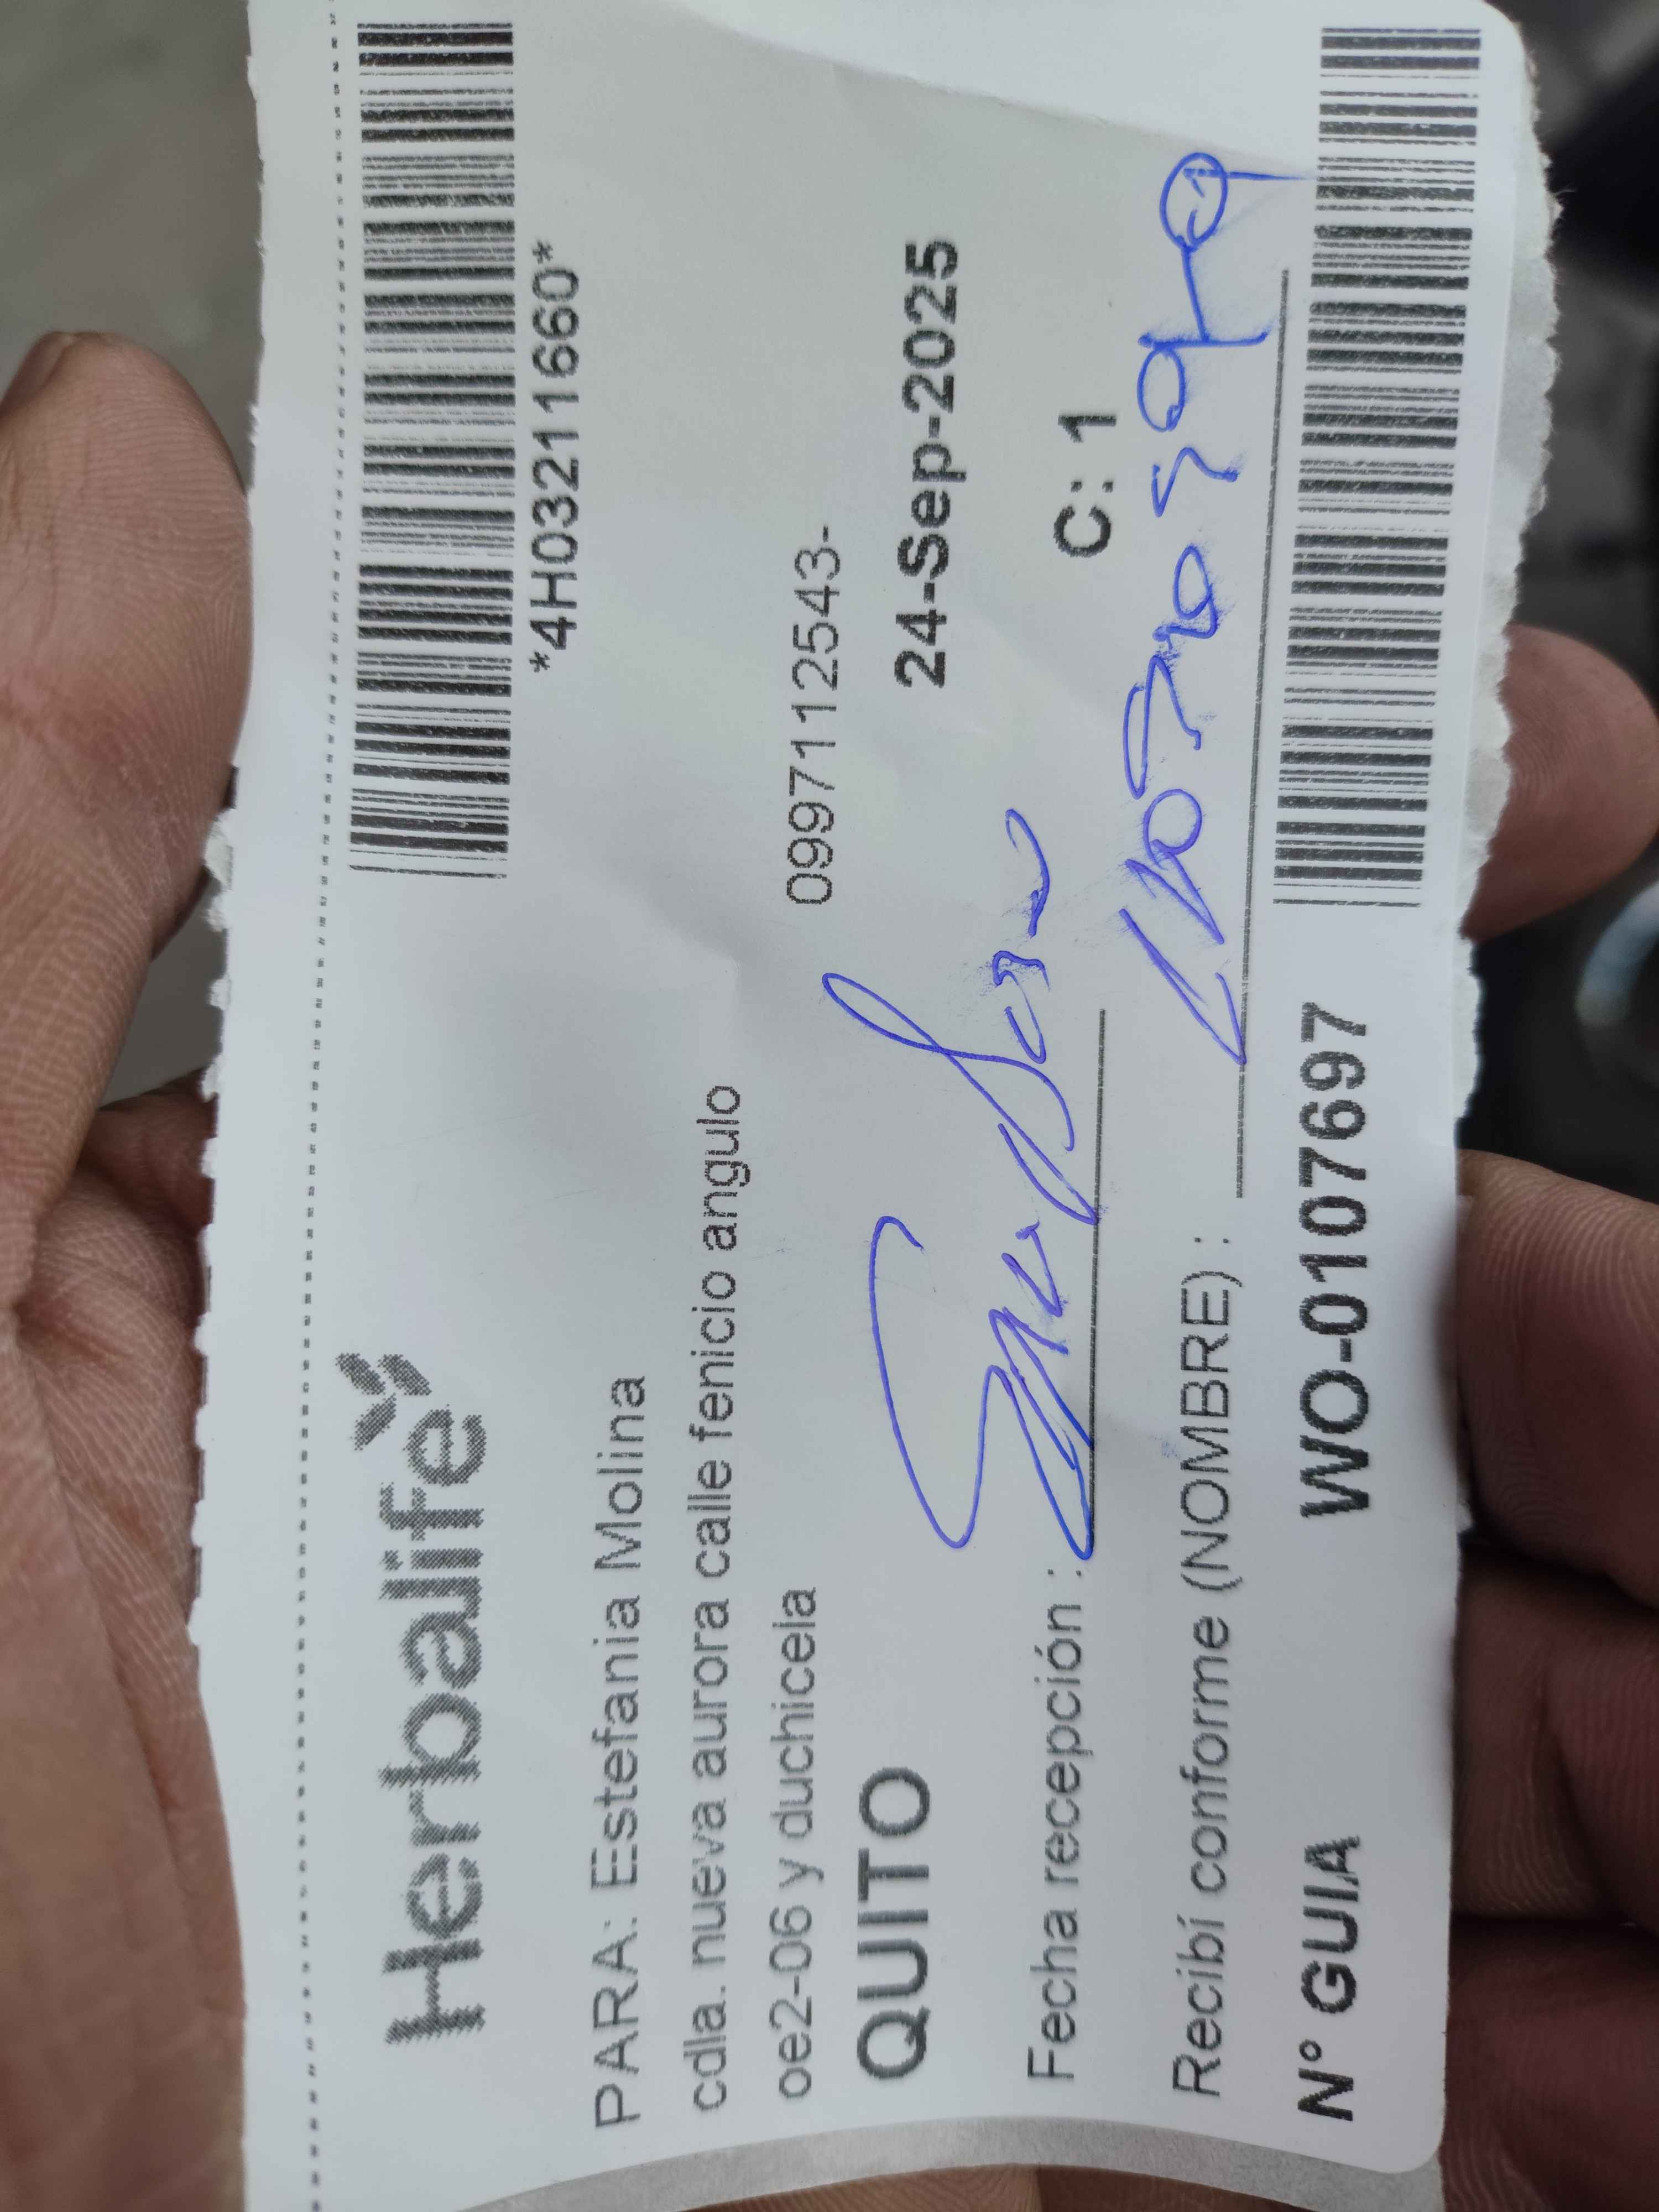 Herbalife
*4H03211660*
PARA: Estefania Molina
cdla. nueva aurora calle fenicio angulo
oe2-06 y duchicela
0997112543-
QUITO
24-Sep-2025
Fecha recepción :
C: 1
Recibí conforme (NOMBRE) :
N° GUIA WO-0107697